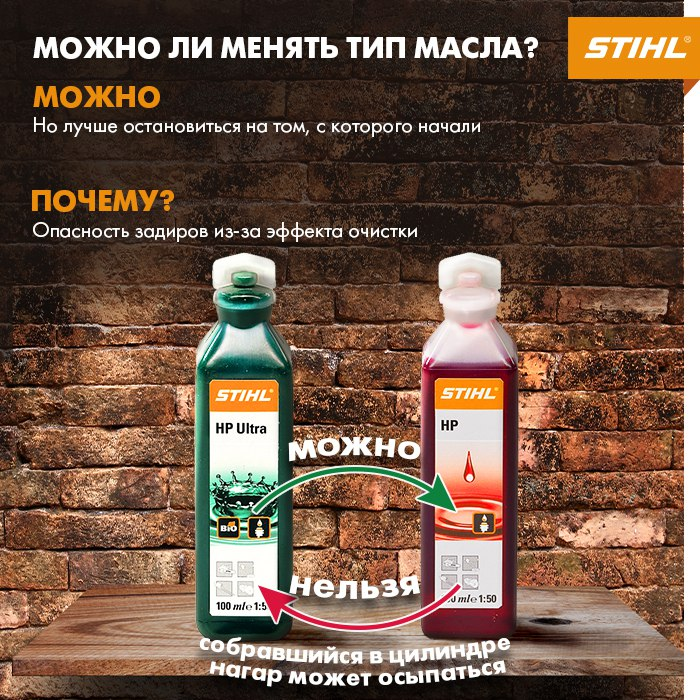 МОЖНО ЛИ МЕНЯТЬ ТИП МАСЛА?
STIHL®
МОЖНО
Но лучше остановиться на том, с которого начали
ПОЧЕМУ?
Опасность задиров из-за эффекта очистки
STIHL
HP Ultra
BIO
100 ml e 1:5
STIHL
HP
0 ml e 1:50
можно
нельзя
собравшийся в цилиндре
нагар может осыпаться